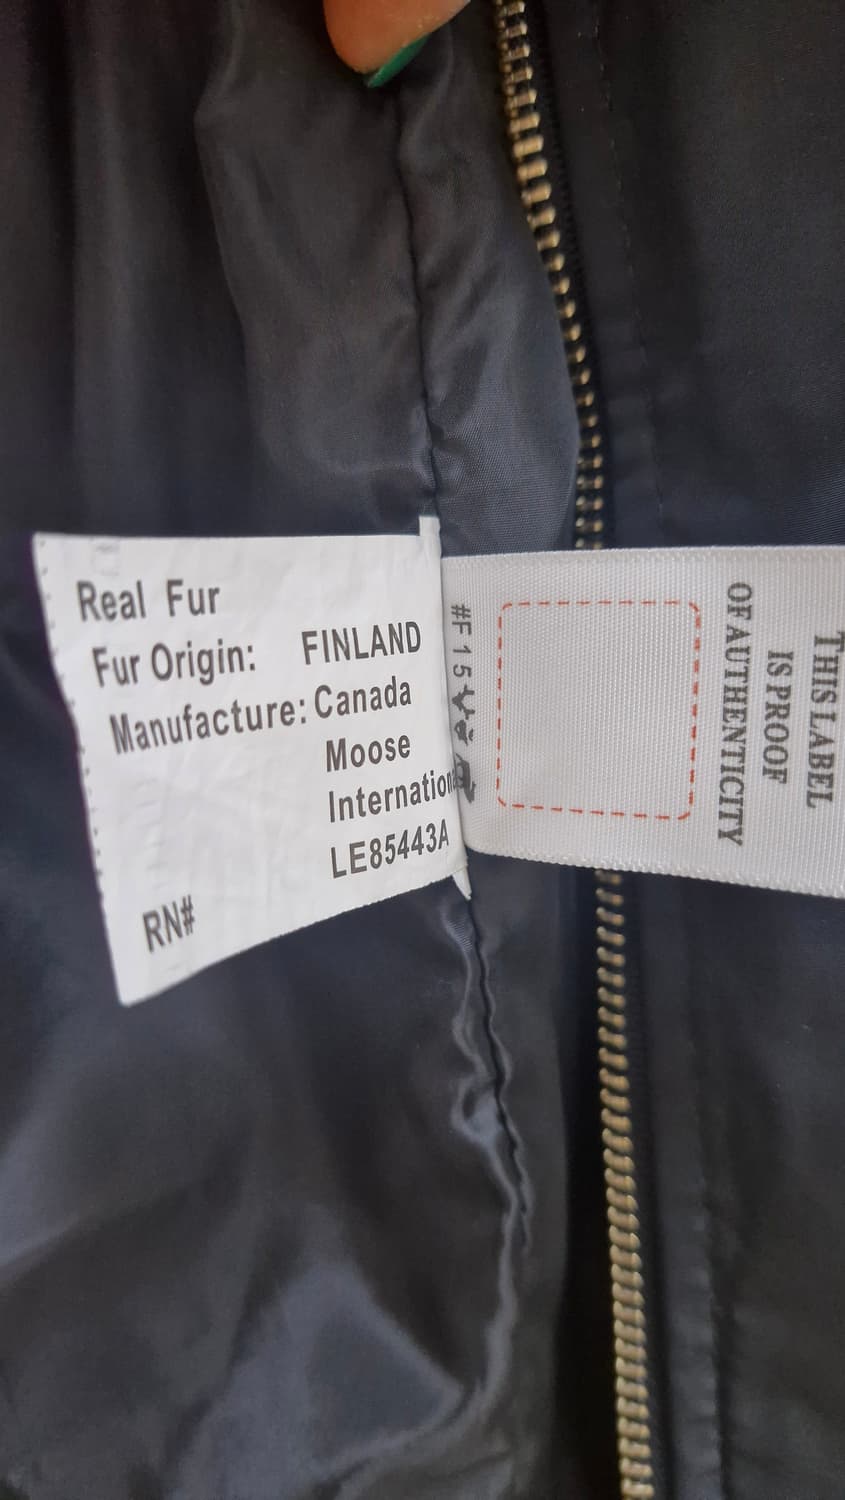 Real Fur
Fur Origin: FINLAND
Manufacture: Canada
Moose
Internation
LE85443A
RN#
#F15
THIS LABEL
IS PROOF
OF AUTHENTICITY